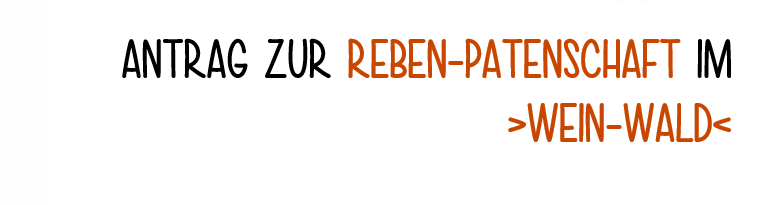 ANTRAG ZUR REBEN-PATENSCHAFT IM
>WEIN-WALD<